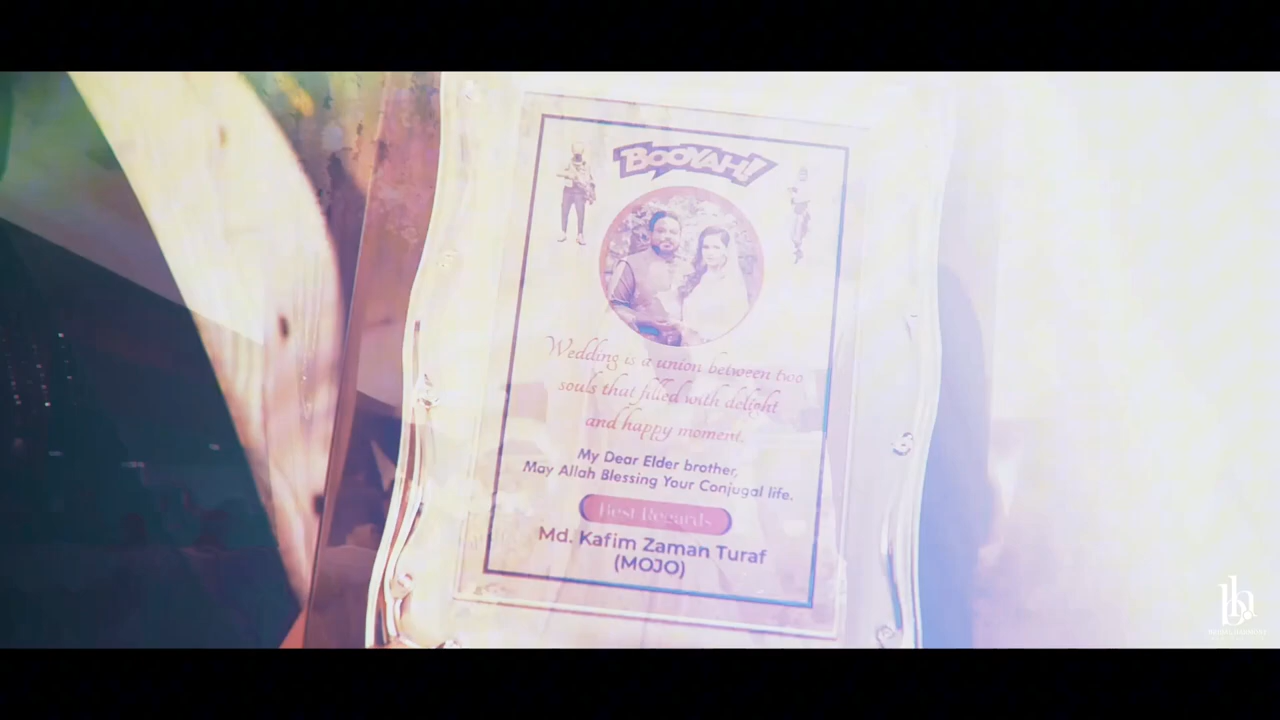 BOOYAH!
Wedding is a union between two
souls that filled with delight
and happy moment.
My Dear Elder brother,
May Allah Blessing Your Conjugal life.
Best Regards
Md. Kafim Zaman Turaf
(MOJO)